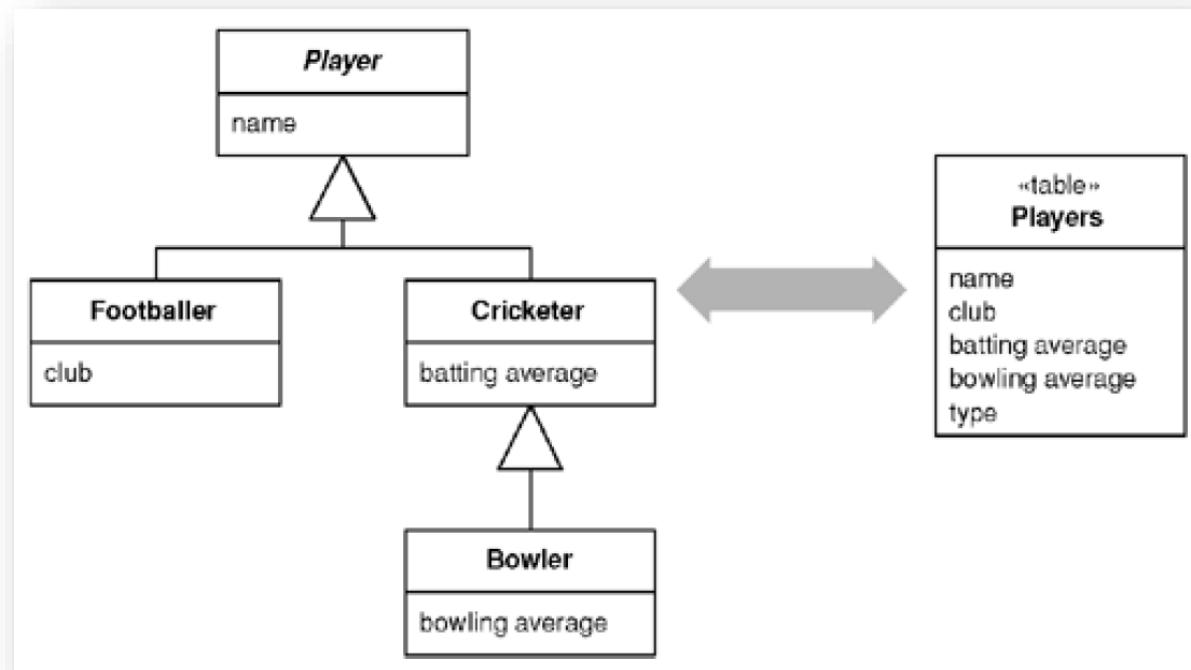 Player
name
Footballer
club
Cricketer
batting average
Bowler
bowling average
«table»
Players
name
club
batting average
bowling average
type